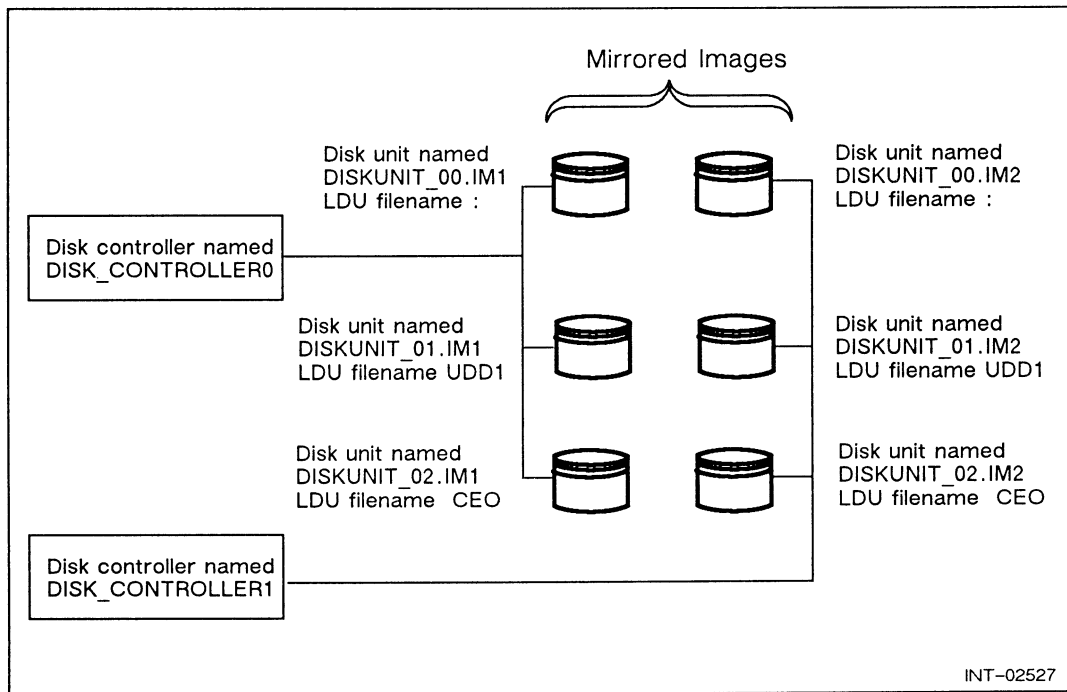 Mirrored Images
Disk unit named
DISKUNIT_00.IM1
LDU filename :
Disk unit named
DISKUNIT_00.IM2
LDU filename :
Disk controller named
DISK_CONTROLLER0
Disk unit named
DISKUNIT_01.IM1
LDU filename UDD1
Disk unit named
DISKUNIT_01.IM2
LDU filename UDD1
Disk unit named
DISKUNIT_02.IM1
LDU filename CEO
Disk unit named
DISKUNIT_02.IM2
LDU filename CEO
Disk controller named
DISK_CONTROLLER1
INT-02527